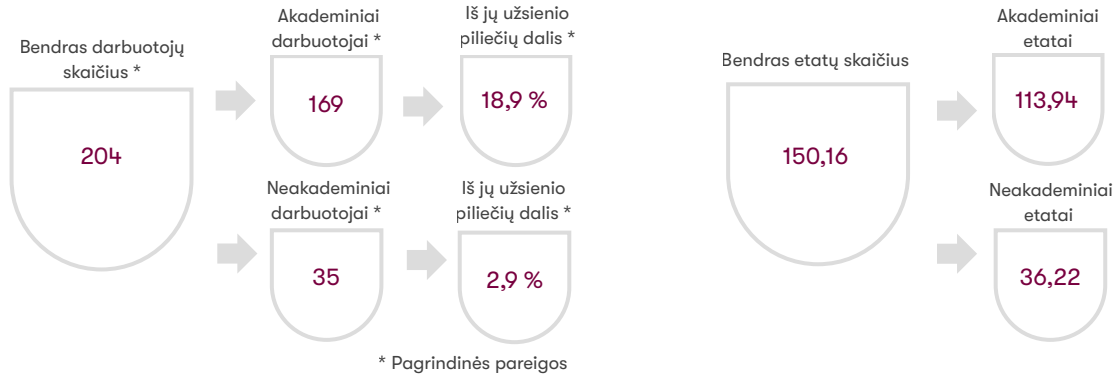 Bendras darbuotojų
skaičius *
204
Akademiniai
darbuotojai *
169
Iš jų užsienio
piliečių dalis *
18,9 %
Neakademiniai
darbuotojai *
35
Iš jų užsienio
piliečių dalis *
2,9 %
* Pagrindinės pareigos
Bendras etatų skaičius
150,16
Akademiniai
etatai
113,94
Neakademiniai
etatai
36,22